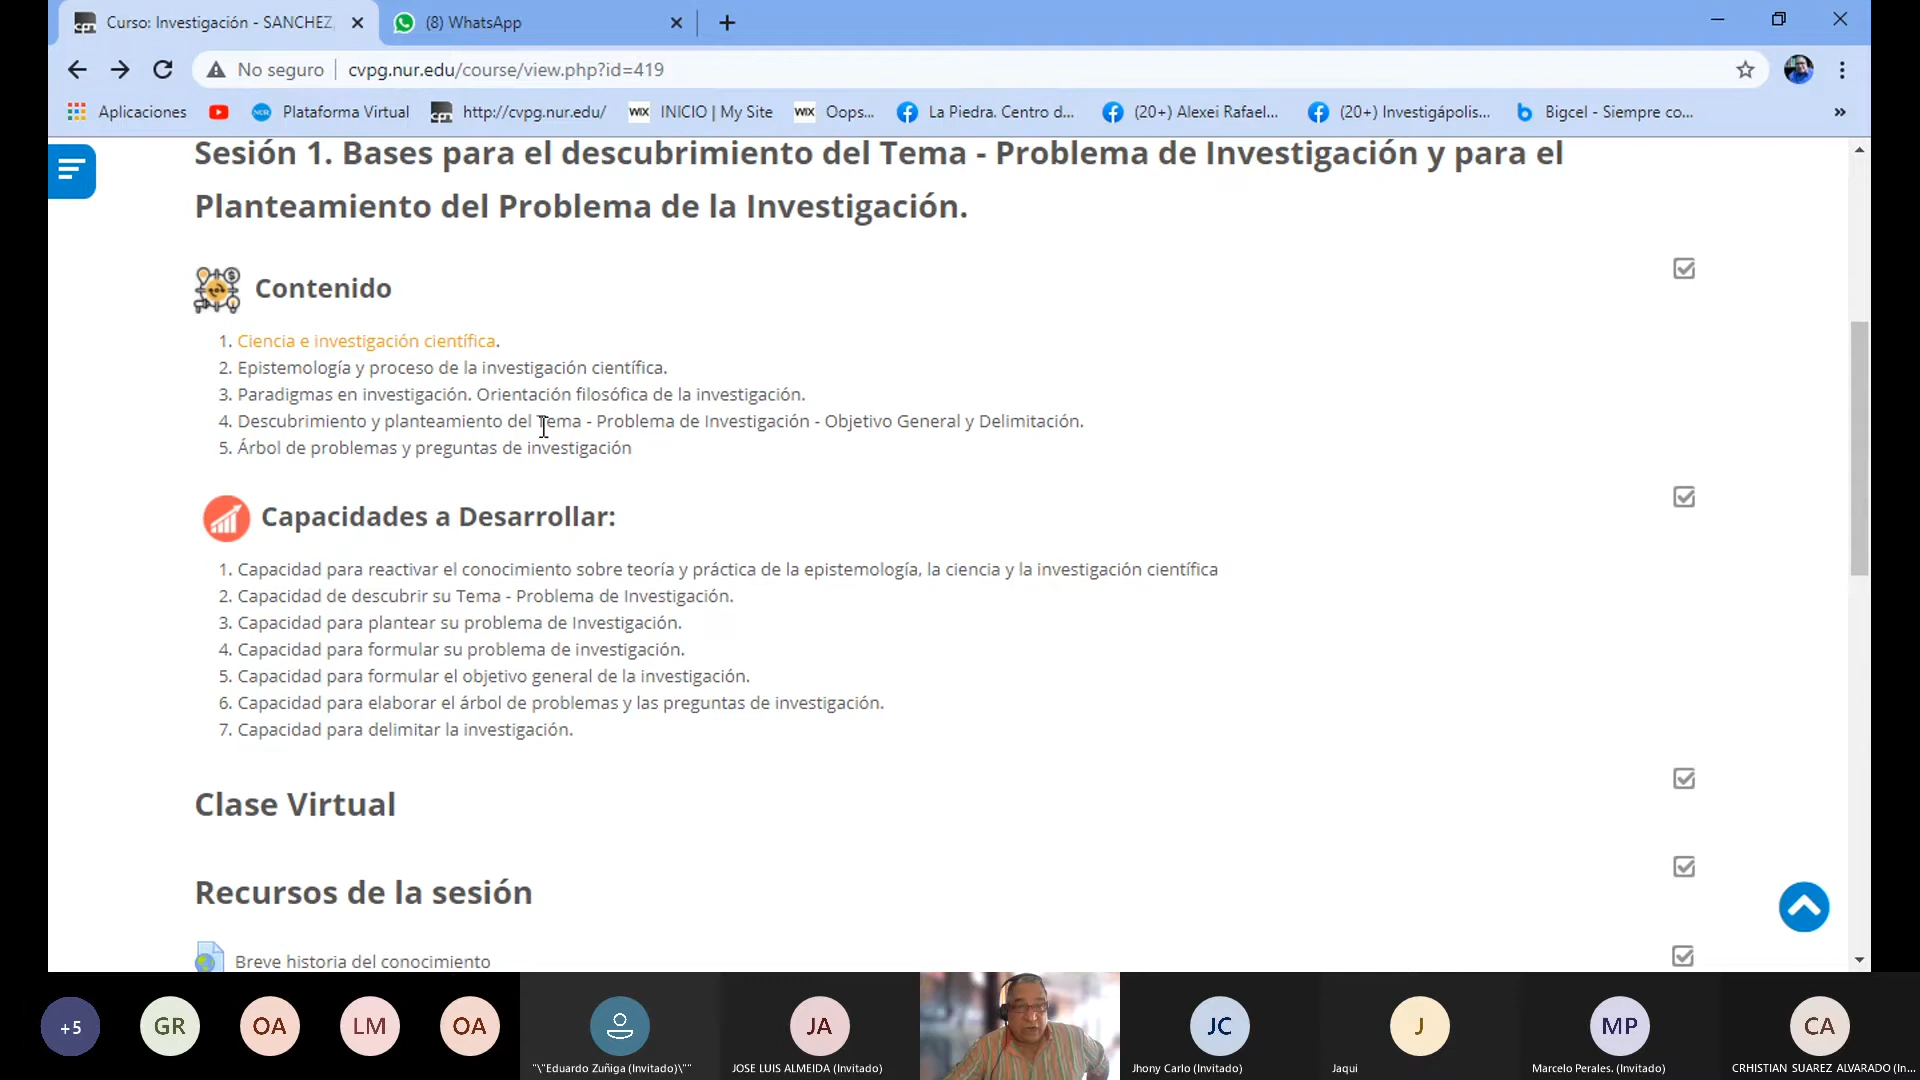 Curso: Investigación - SANCHEZ,
(8) WhatsApp
No seguro
cvpg.nur.edu/course/view.php?id=419
Aplicaciones
NUR
Plataforma Virtual
http://cvpg.nur.edu/
WIX
INICIO | My Site
WIX
Oops...
La Piedra. Centro d...
(20+) Alexei Rafael...
(20+) Investigápolis...
Bigcel - Siempre co...
»
Sesión 1. Bases para el descubrimiento del Tema - Problema de Investigación y para el
Planteamiento del Problema de la Investigación.
Contenido
1. Ciencia e investigación científica.
2. Epistemología y proceso de la investigación científica.
3. Paradigmas en investigación. Orientación filosófica de la investigación.
4. Descubrimiento y planteamiento del Tema - Problema de Investigación - Objetivo General y Delimitación.
5. Árbol de problemas y preguntas de investigación
Capacidades a Desarrollar:
1. Capacidad para reactivar el conocimiento sobre teoría y práctica de la epistemología, la ciencia y la investigación científica
2. Capacidad de descubrir su Tema - Problema de Investigación.
3. Capacidad para plantear su problema de Investigación.
4. Capacidad para formular su problema de investigación.
5. Capacidad para formular el objetivo general de la investigación.
6. Capacidad para elaborar el árbol de problemas y las preguntas de investigación.
7. Capacidad para delimitar la investigación.
Clase Virtual
Recursos de la sesión
Breve historia del conocimiento
+5
GR
OA
LM
OA
"\"Eduardo Zuñiga (Invitado)\""
JA
JOSE LUIS ALMEIDA (Invitado)
JC
Jhony Carlo (Invitado)
J
Jaqui
MP
Marcelo Perales. (Invitado)
CA
CRHISTIAN SUAREZ ALVARADO (In...